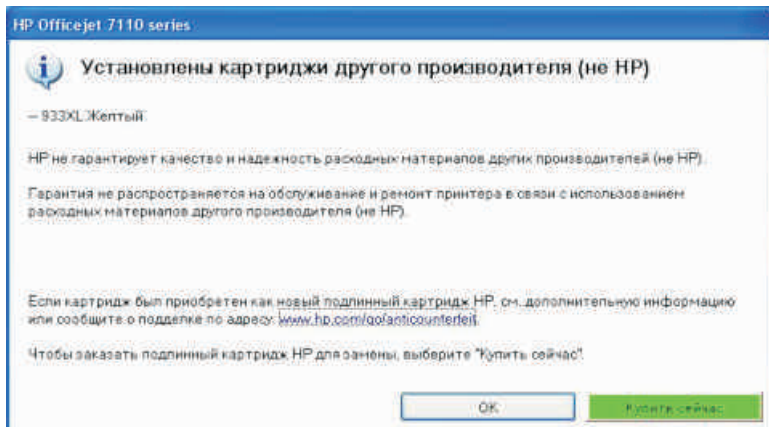 HP Officejet 7110 series
Установлены картриджи другого производителя (не HP)
– 933XL Желтый
HP не гарантирует качество и надежность расходных материалов других производителей (не HP).
Гарантия не распространяется на обслуживание и ремонт принтера в связи с использованием
расходных материалов другого производителя (не HP).
Если картридж был приобретен как новый подлинный картридж HP, см. дополнительную информацию
или сообщите о подделке по адресу: www.hp.com/go/anticounterfeit.
Чтобы заказать подлинный картридж HP для замены, выберите "Купить сейчас".
OK
Купить сейчас